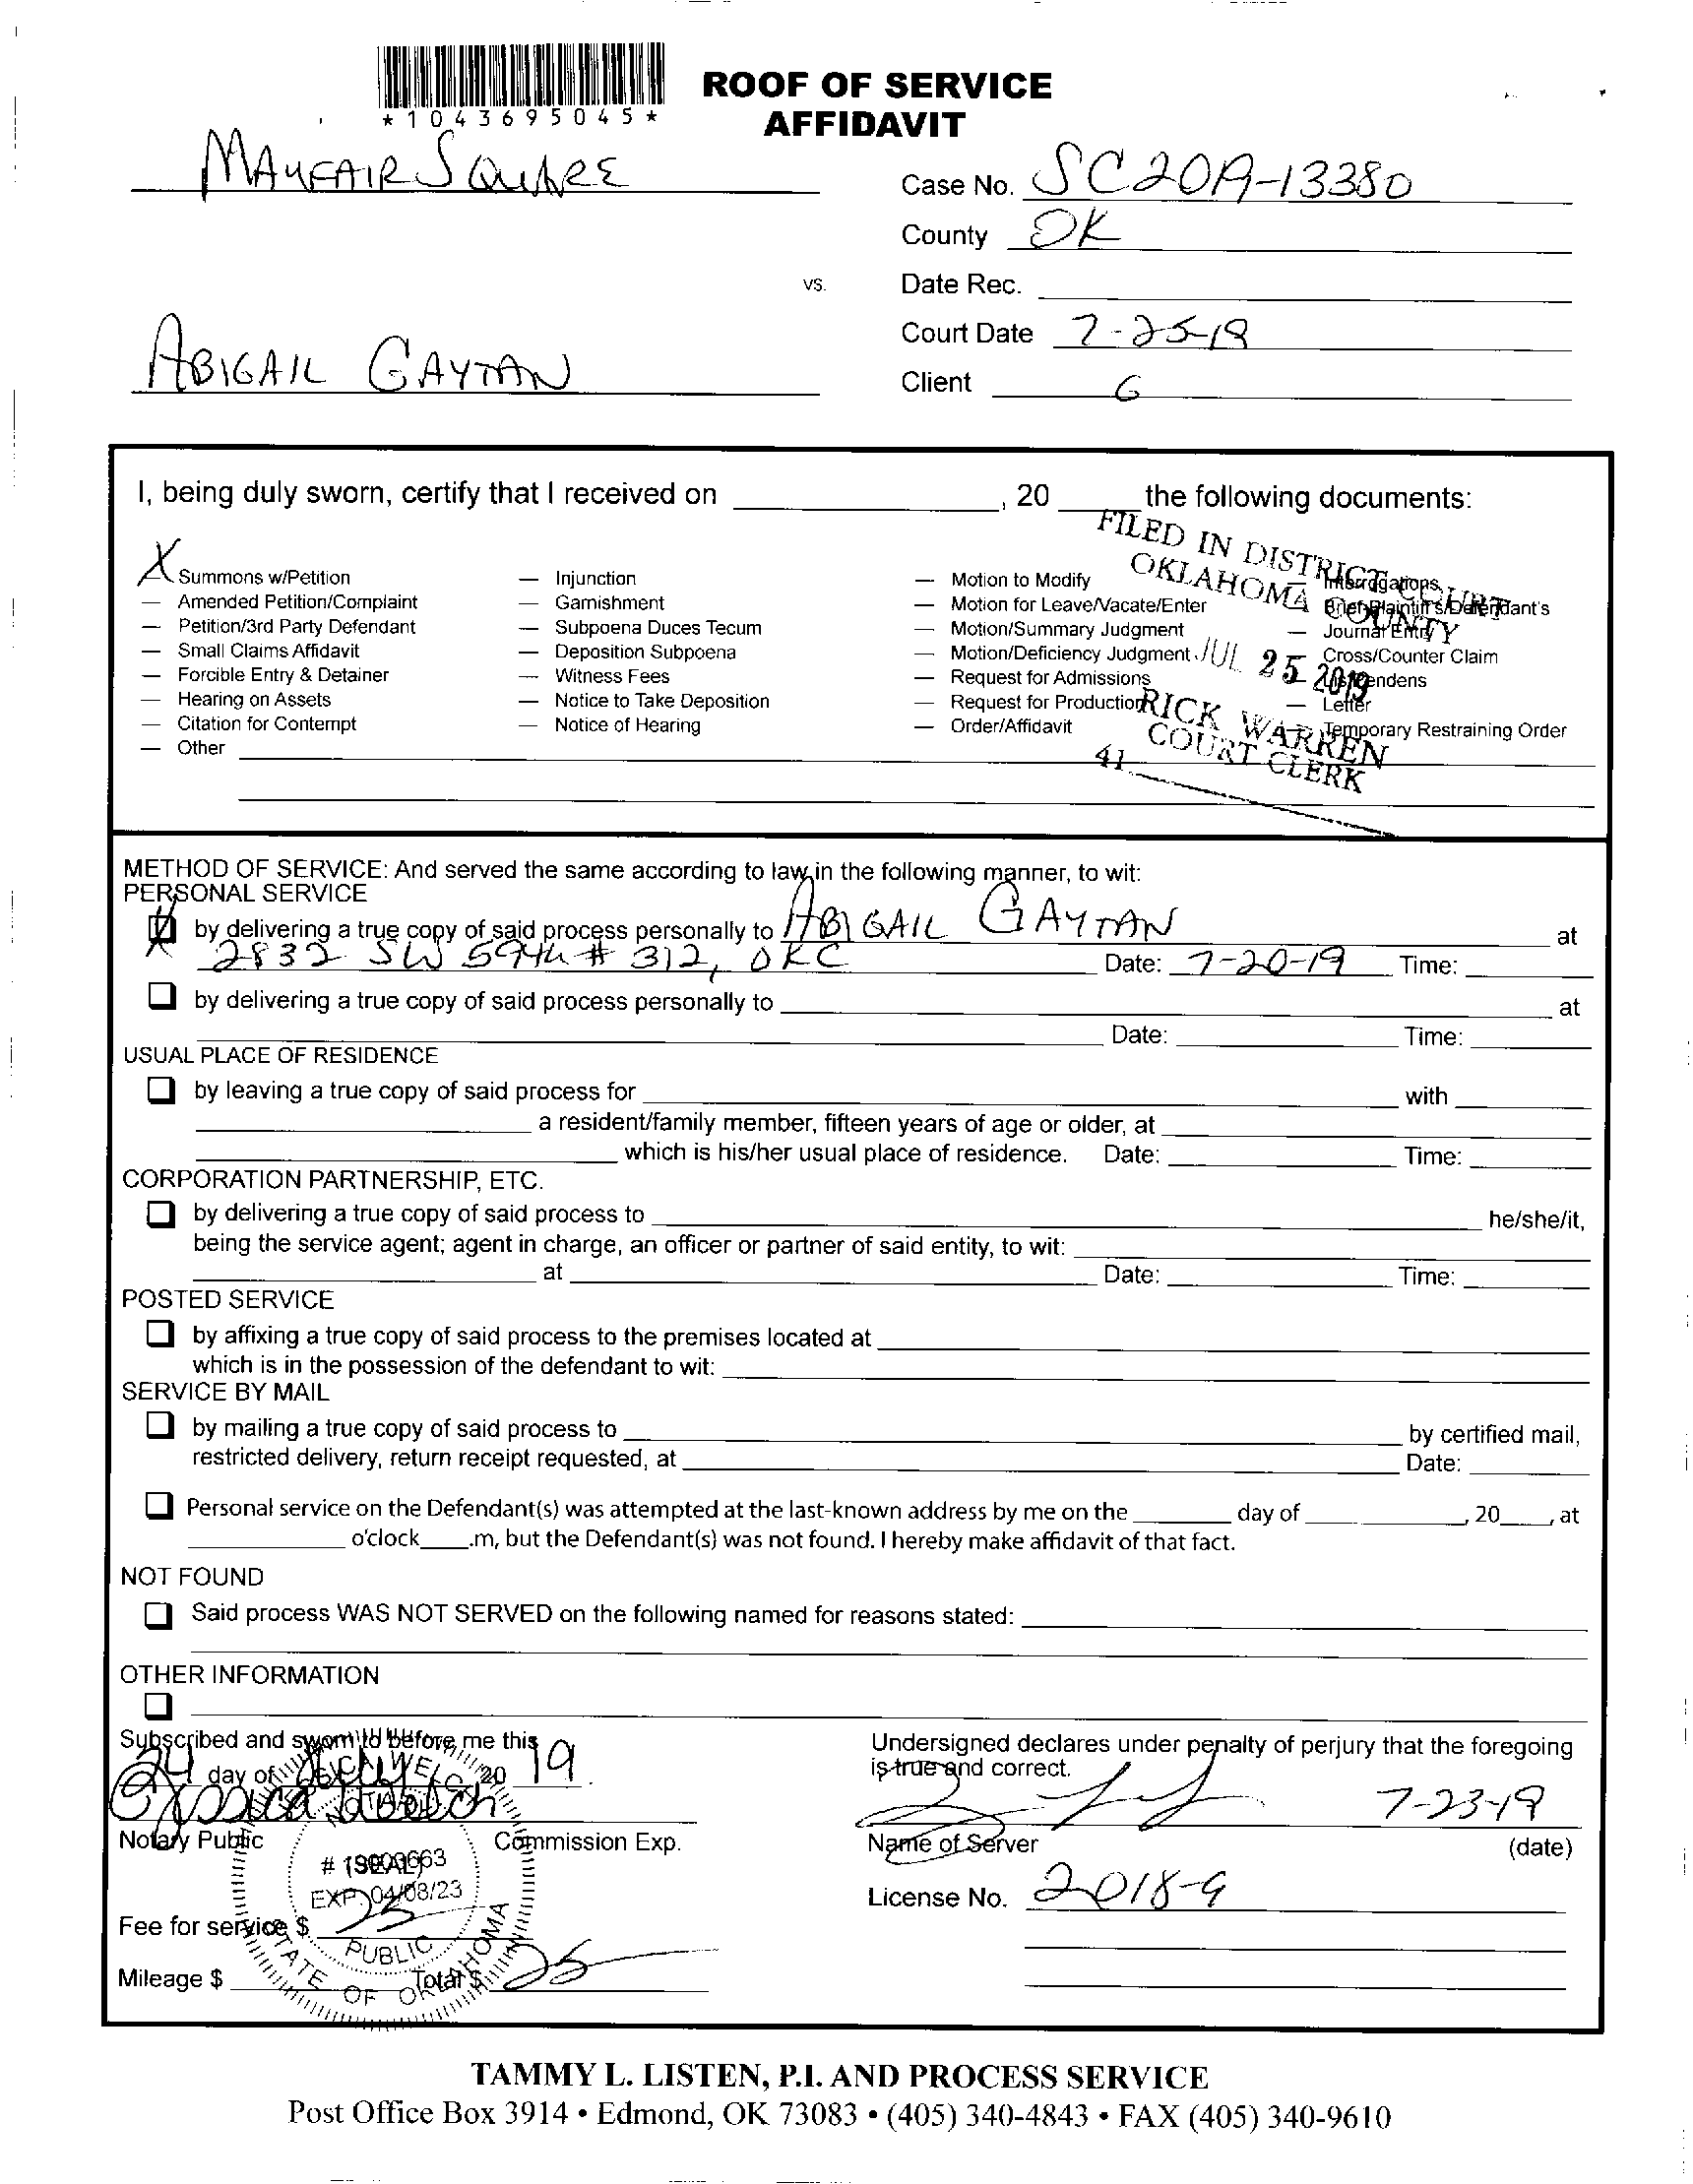 *1043695045*
ROOF OF SERVICE
AFFIDAVIT
MAYFAIR SQUARE
Case No. SC2019-13380
County OK
vs.
Date Rec.
Court Date 7-25-19
ABIGAIL GAYTAN
Client G
I, being duly sworn, certify that I received on , 20 the following documents:
FILED IN DISTRICT COURT
OKLAHOMA COUNTY
JUL 25 2019
RICK WARREN
COURT CLERK
41
X Summons w/Petition
Amended Petition/Complaint
Petition/3rd Party Defendant
Small Claims Affidavit
Forcible Entry & Detainer
Hearing on Assets
Citation for Contempt
Other
Injunction
Garnishment
Subpoena Duces Tecum
Deposition Subpoena
Witness Fees
Notice to Take Deposition
Notice of Hearing
Motion to Modify
Motion for Leave/Vacate/Enter
Motion/Summary Judgment
Motion/Deficiency Judgment
Request for Admissions
Request for Production
Order/Affidavit
Interrogations
Brief-Plaintiff's/Defendant's
Journal Entry
Cross/Counter Claim
Lis Pendens
Letter
Temporary Restraining Order
METHOD OF SERVICE: And served the same according to law in the following manner, to wit:
PERSONAL SERVICE
by delivering a true copy of said process personally to ABIGAIL GAYTAN at
2832 SW 59th # 312, OKC Date: 7-20-19 Time:
by delivering a true copy of said process personally to at
Date: Time:
USUAL PLACE OF RESIDENCE
by leaving a true copy of said process for with
a resident/family member, fifteen years of age or older, at
which is his/her usual place of residence. Date: Time:
CORPORATION PARTNERSHIP, ETC.
by delivering a true copy of said process to he/she/it,
being the service agent; agent in charge, an officer or partner of said entity, to wit:
at Date: Time:
POSTED SERVICE
by affixing a true copy of said process to the premises located at
which is in the possession of the defendant to wit:
SERVICE BY MAIL
by mailing a true copy of said process to by certified mail,
restricted delivery, return receipt requested, at Date:
Personal service on the Defendant(s) was attempted at the last-known address by me on the day of , 20 , at
o'clock .m, but the Defendant(s) was not found. I hereby make affidavit of that fact.
NOT FOUND
Said process WAS NOT SERVED on the following named for reasons stated:
OTHER INFORMATION
Subscribed and sworn to before me this
24 day of July 20 19.
Jessica Welch
Notary Public (SEAL) Commission Exp.
EXP. 04/08/23
PUBLIC
STATE OF OKLAHOMA
Fee for service $ 25
Mileage $ Total $ 25
Undersigned declares under penalty of perjury that the foregoing
is true and correct.
7-23-19
Name of Server (date)
License No. 2018-9
TAMMY L. LISTEN, P.I. AND PROCESS SERVICE
Post Office Box 3914 • Edmond, OK 73083 • (405) 340-4843 • FAX (405) 340-9610